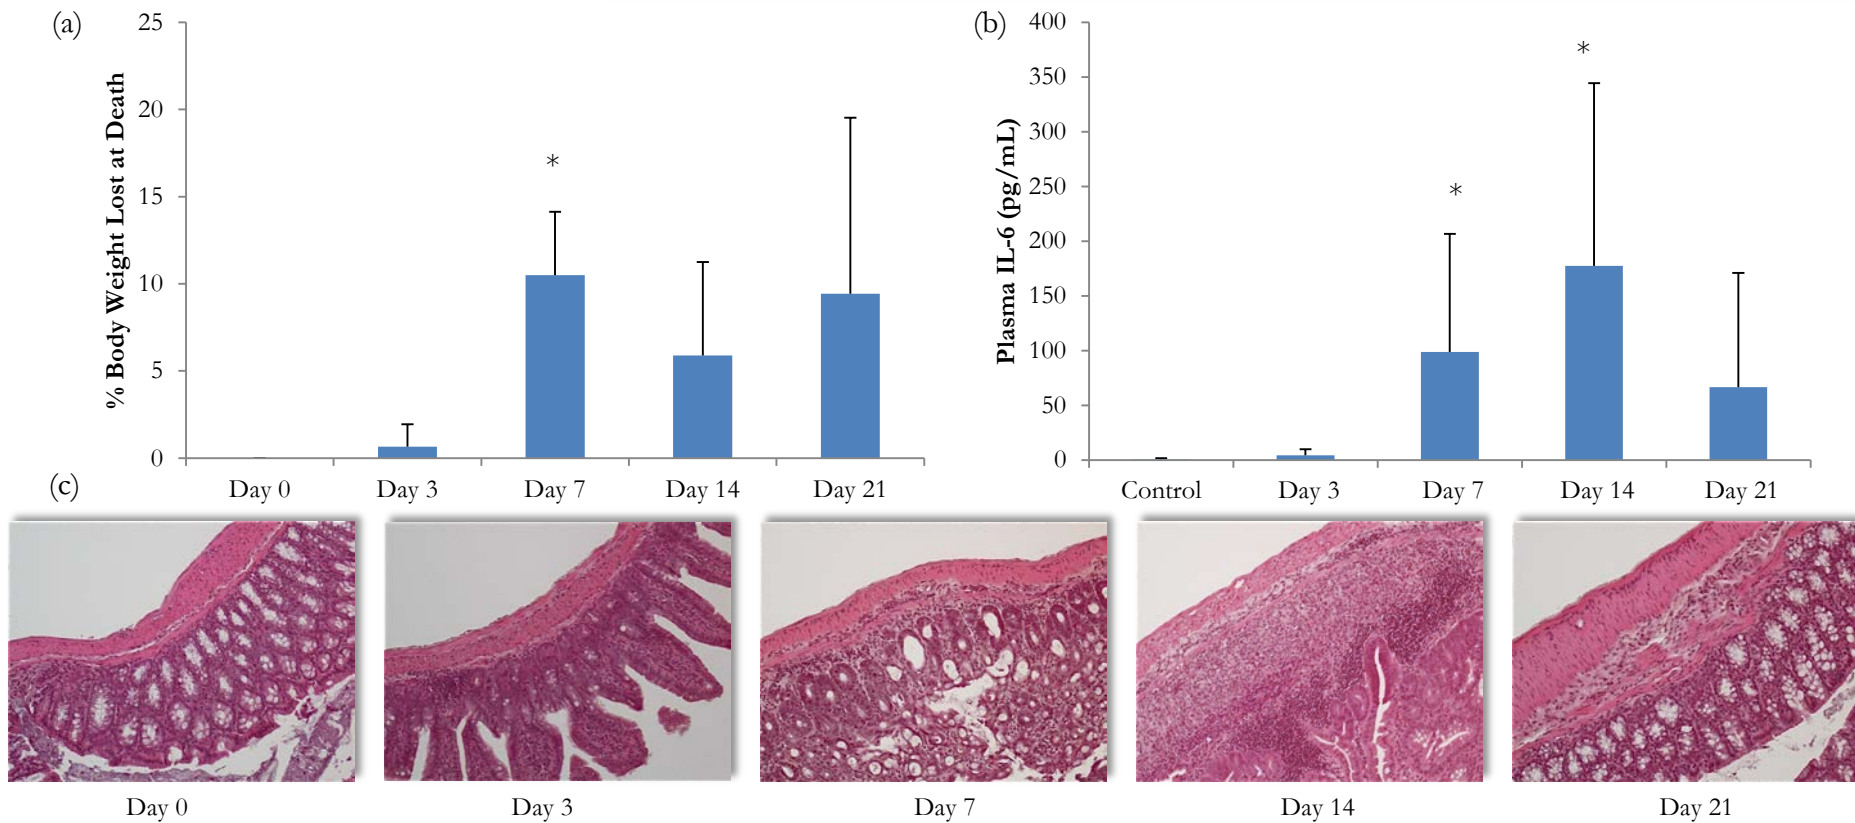 (a)
25
20
15
10
5
0
% Body Weight Lost at Death
*
Day 0 Day 3 Day 7 Day 14 Day 21
(b)
400
350
300
250
200
150
100
50
0
Plasma IL-6 (pg/mL)
*
*
Control Day 3 Day 7 Day 14 Day 21
(c)
Day 0 Day 3 Day 7 Day 14 Day 21